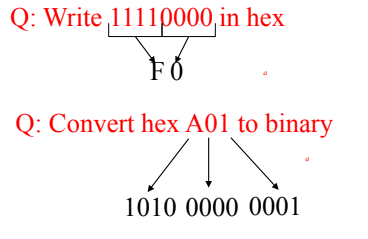 Q: Write 11110000 in hex
F 0
a
Q: Convert hex A01 to binary
a
1010 0000 0001